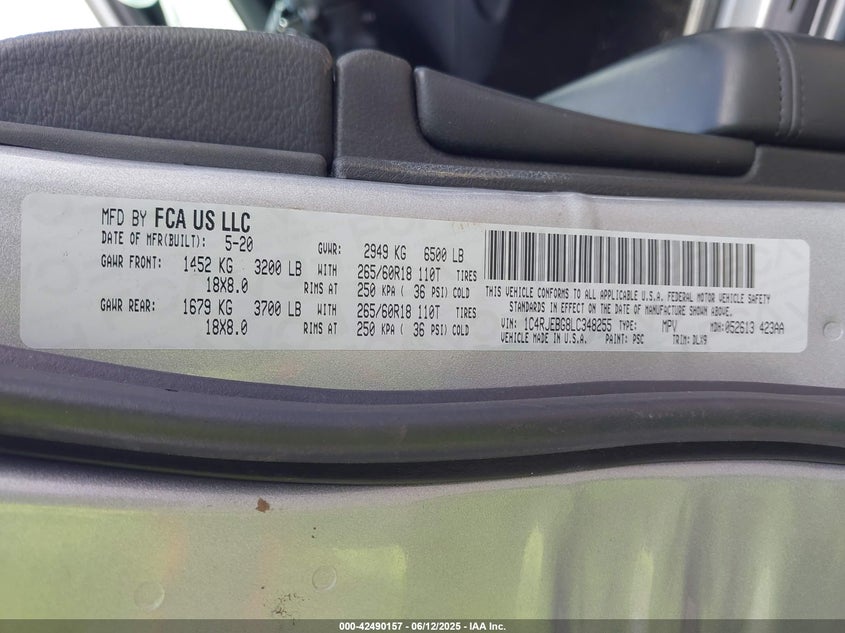 MFD BY FCA US LLC
DATE OF MFR(BUILT): 5-20 GVWR: 2949 KG 6500 LB
GAWR FRONT: 1452 KG 3200 LB WITH 265/60R18 110T TIRES
18X8.0 RIMS AT 250 KPA ( 36 PSI) COLD
GAWR REAR: 1679 KG 3700 LB WITH 265/60R18 110T TIRES
18X8.0 RIMS AT 250 KPA ( 36 PSI) COLD
THIS VEHICLE CONFORMS TO ALL APPLICABLE U.S.A. FEDERAL MOTOR VEHICLE SAFETY
STANDARDS IN EFFECT ON THE DATE OF MANUFACTURE SHOWN ABOVE
VIN: 1C4RJEBG8LC348255 TYPE: MPV MDH: 052613 423AA
VEHICLE MADE IN U.S.A. PAINT: PSC TRIM: DLX9
000-42490157 - 06/12/2025 - IAA Inc.